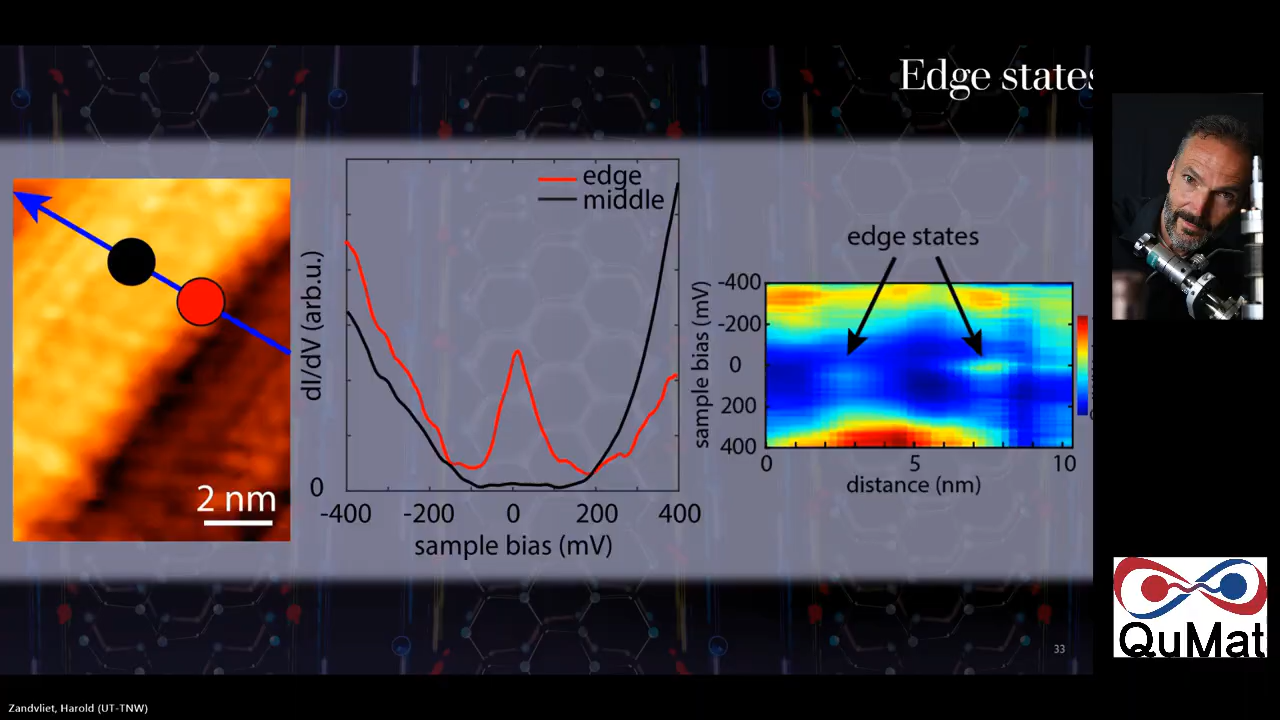 Edge states
2 nm
edge
middle
dI/dV (arb.u.)
0
-400 -200 0 200 400
sample bias (mV)
edge states
sample bias (mV)
-400
-200
0
200
400
0 5 10
distance (nm)
33
QuMat
Zandvliet, Harold (UT-TNW)